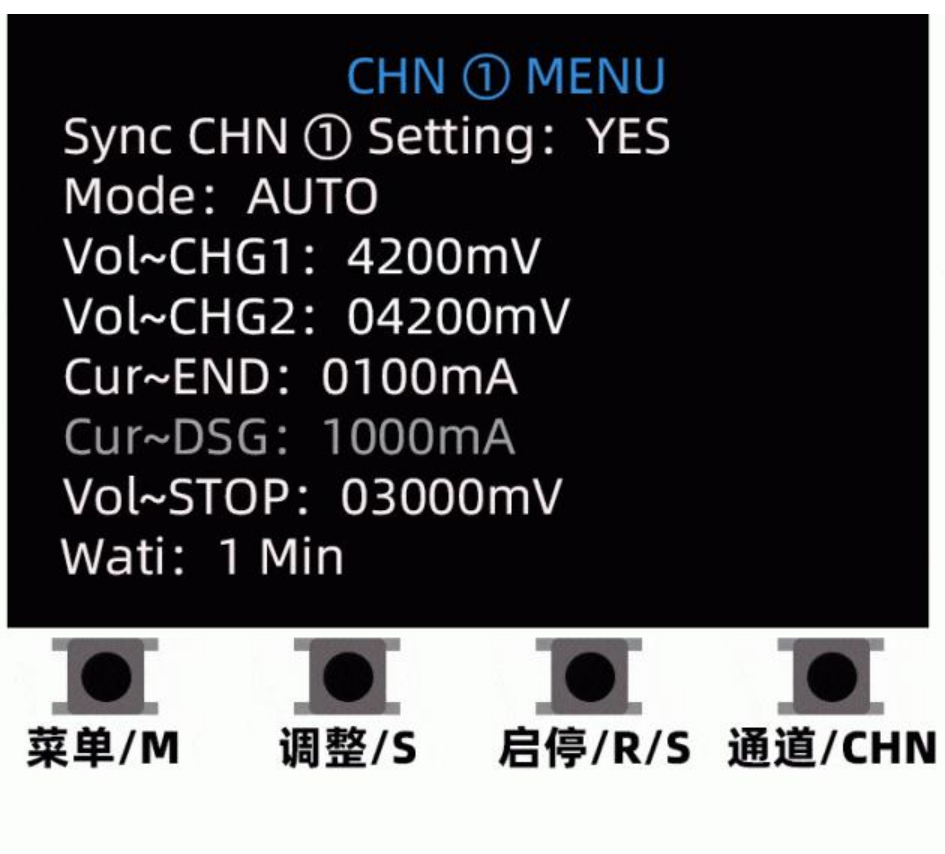 CHN ① MENU
Sync CHN ① Setting： YES
Mode： AUTO
Vol~CHG1： 4200mV
Vol~CHG2： 04200mV
Cur~END： 0100mA
Cur~DSG： 1000mA
Vol~STOP： 03000mV
Wati： 1 Min
菜单/M 调整/S 启停/R/S 通道/CHN